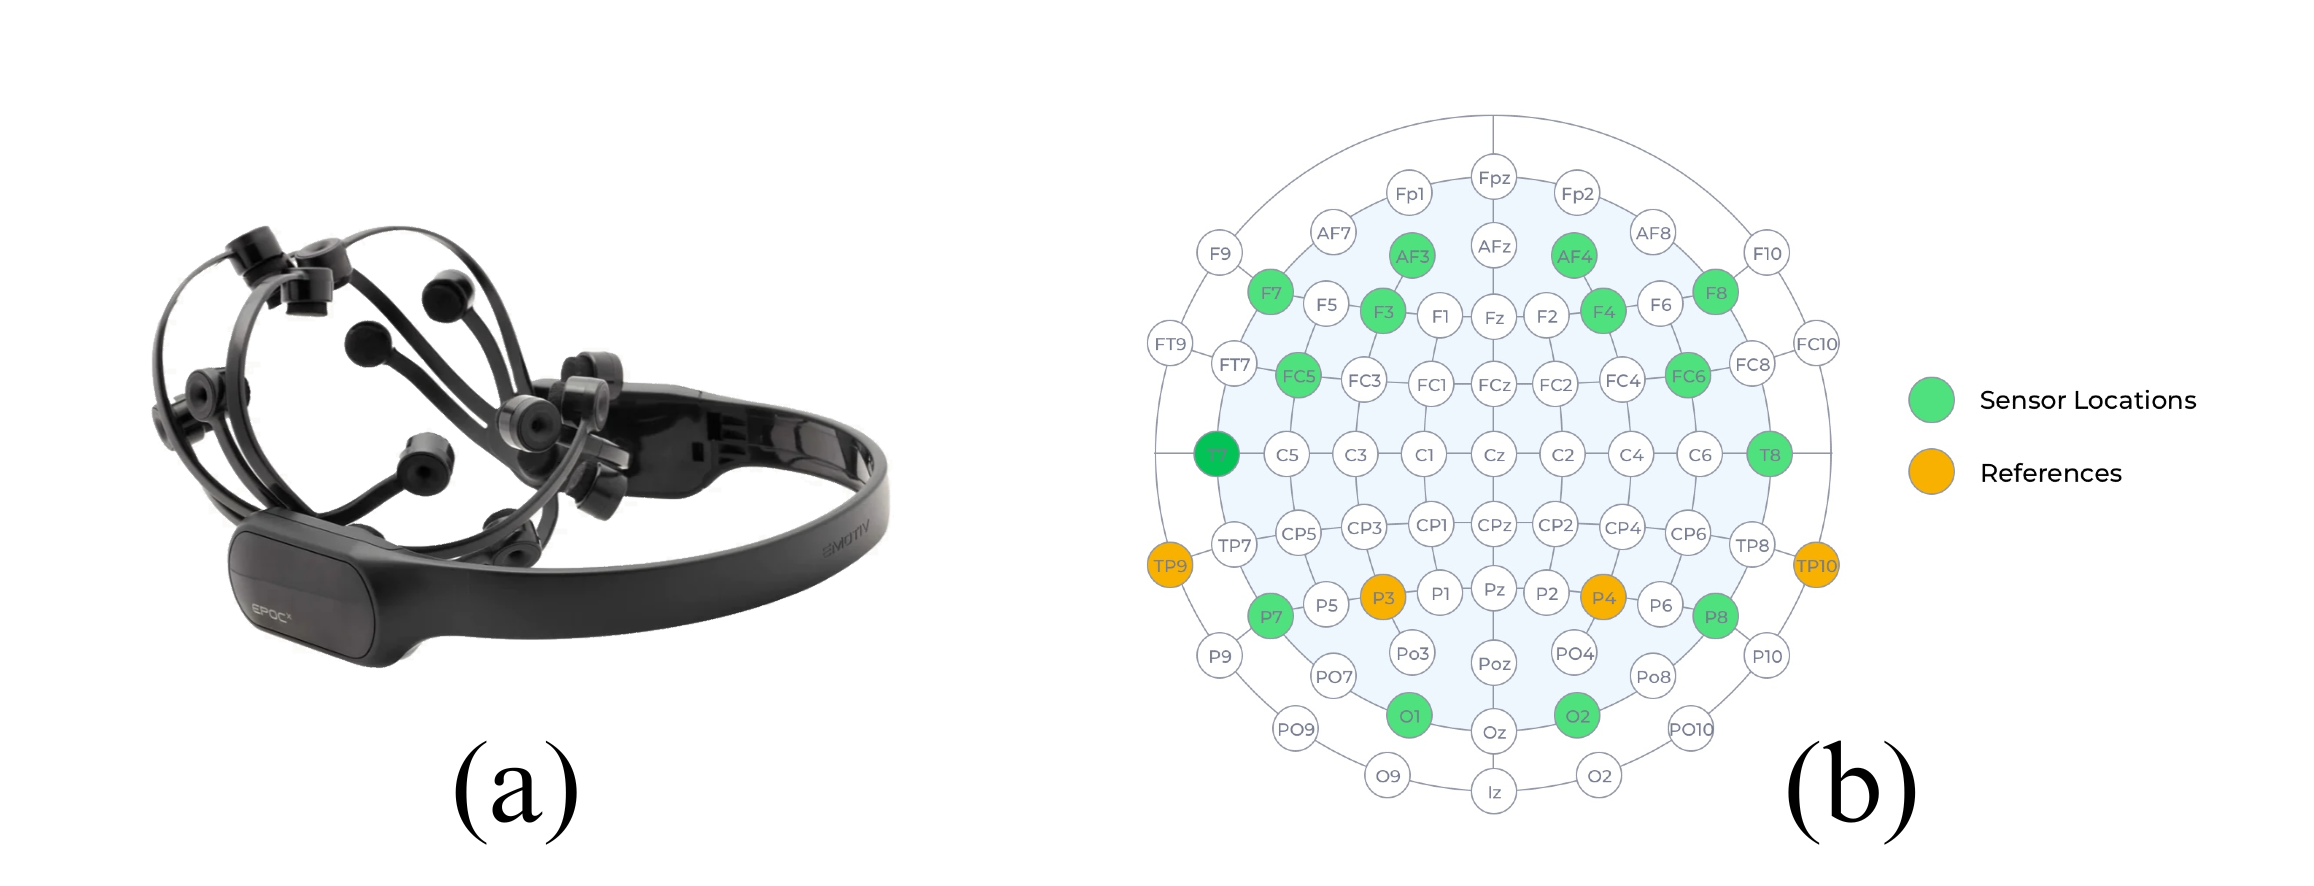 Fpz
Fp1 Fp2
AF7 AF8
AFz
F9 AF3 AF4 F10
F7 F8
F5 F3 F1 Fz F2 F4 F6
FT9 FC10
FT7 FC8
FC5 FC3 FC1 FCz FC2 FC4 FC6
T7 C5 C3 C1 Cz C2 C4 C6 T8
CP5 CP3 CP1 CPz CP2 CP4 CP6
TP7 TP8
TP9 TP10
P7 P5 P3 P1 Pz P2 P4 P6 P8
P9 Po3 Poz PO4 P10
PO7 Po8
O1 O2
PO9 Oz PO10
O9 O2
Iz
Sensor Locations
References
EMOTIV
EPOC x
(a)
(b)